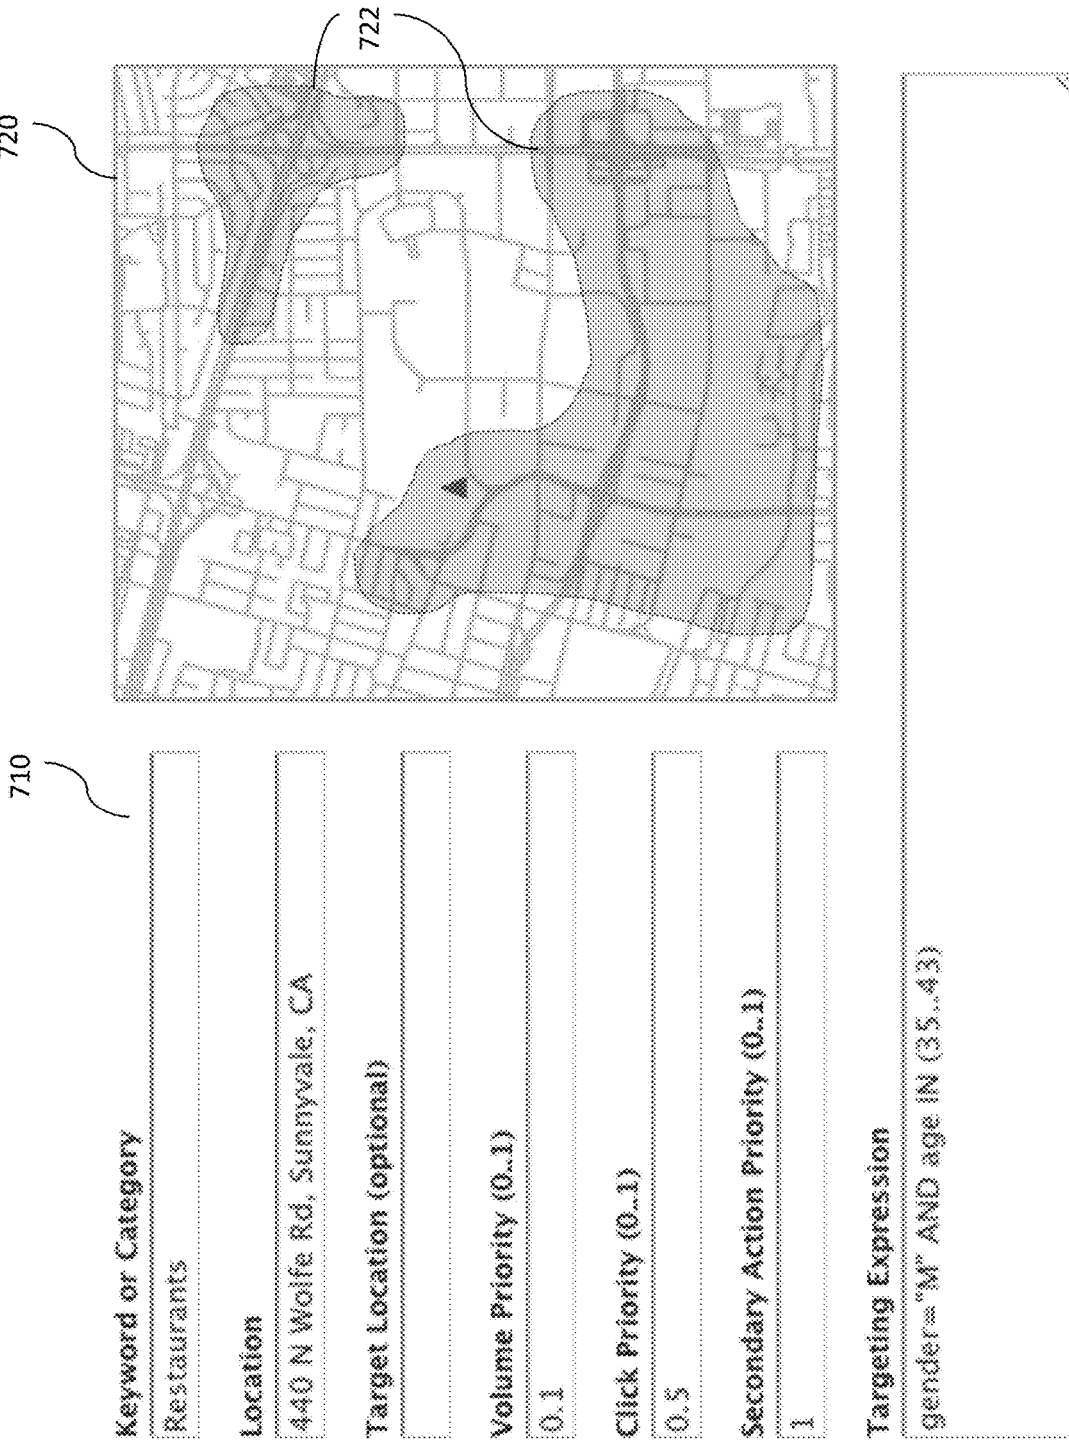 710
720
722
Keyword or Category
Restaurants
Location
440 N Wolfe Rd, Sunnyvale, CA
Target Location (optional)
Volume Priority (0..1)
0.1
Click Priority (0..1)
0.5
Secondary Action Priority (0..1)
1
Targeting Expression
gender="M" AND age IN (35..43)